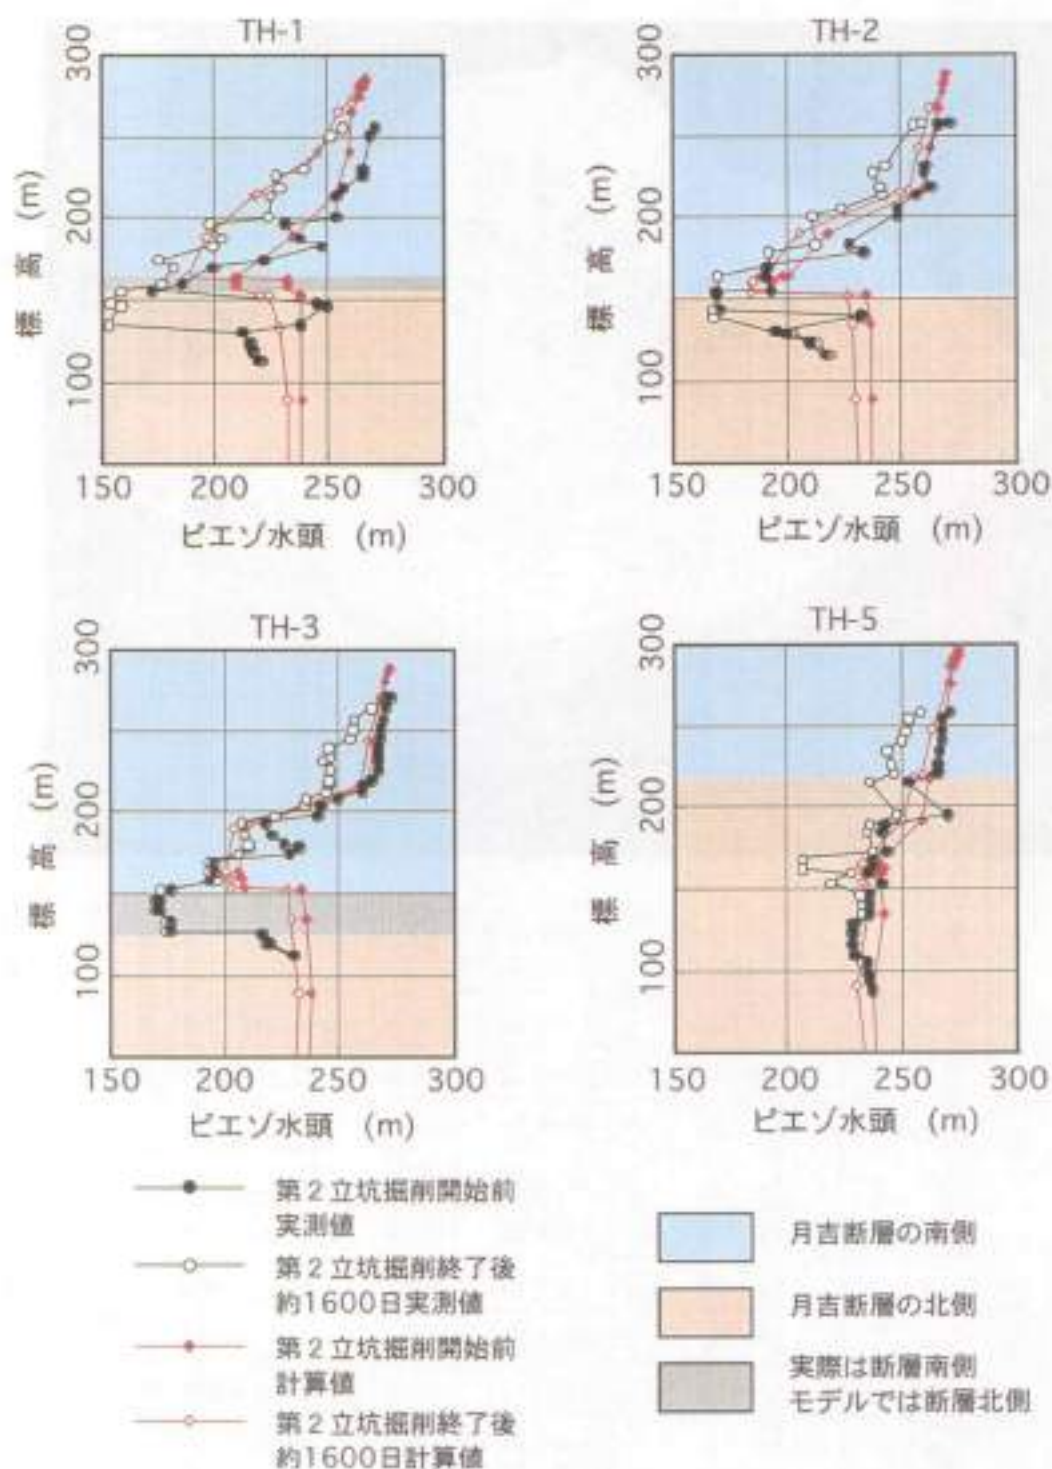 TH-1
300
200
100
標高 (m)
150 200 250 300
ピエゾ水頭 (m)
TH-2
300
200
100
標高 (m)
150 200 250 300
ピエゾ水頭 (m)
TH-3
300
200
100
標高 (m)
150 200 250 300
ピエゾ水頭 (m)
TH-5
300
200
100
標高 (m)
150 200 250 300
ピエゾ水頭 (m)
第2立坑掘削開始前
実測値
第2立坑掘削終了後
約1600日実測値
第2立坑掘削開始前
計算値
第2立坑掘削終了後
約1600日計算値
月吉断層の南側
月吉断層の北側
実際は断層南側
モデルでは断層北側